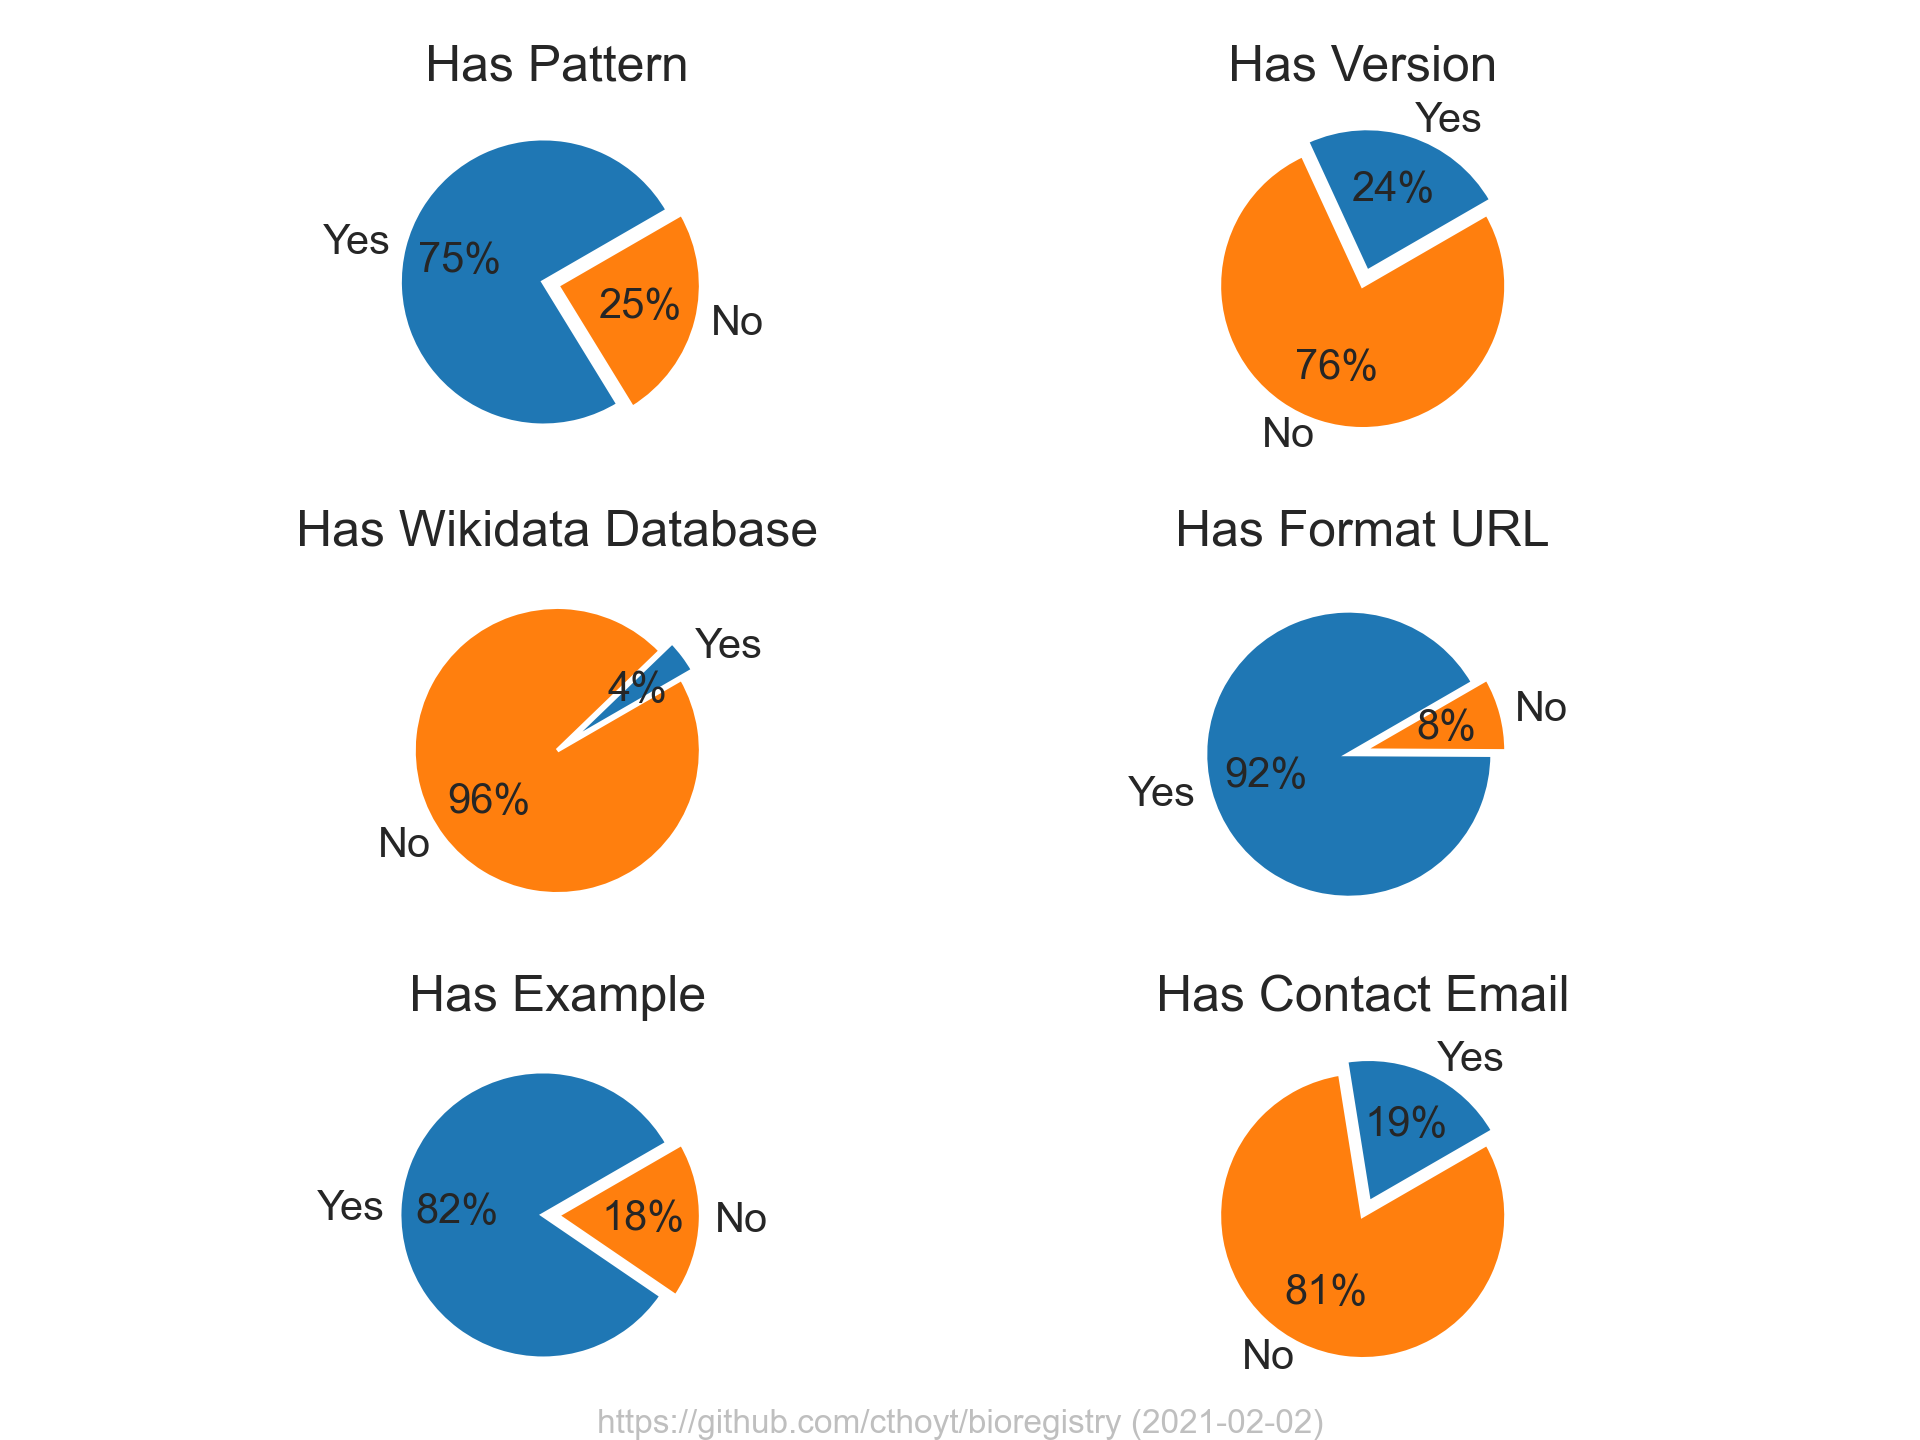 Has Pattern
Yes
75%
25%
No
Has Version
Yes
24%
76%
No
Has Wikidata Database
Yes
4%
96%
No
Has Format URL
No
8%
92%
Yes
Has Example
Yes
82%
18%
No
Has Contact Email
Yes
19%
81%
No
https://github.com/cthoyt/bioregistry (2021-02-02)